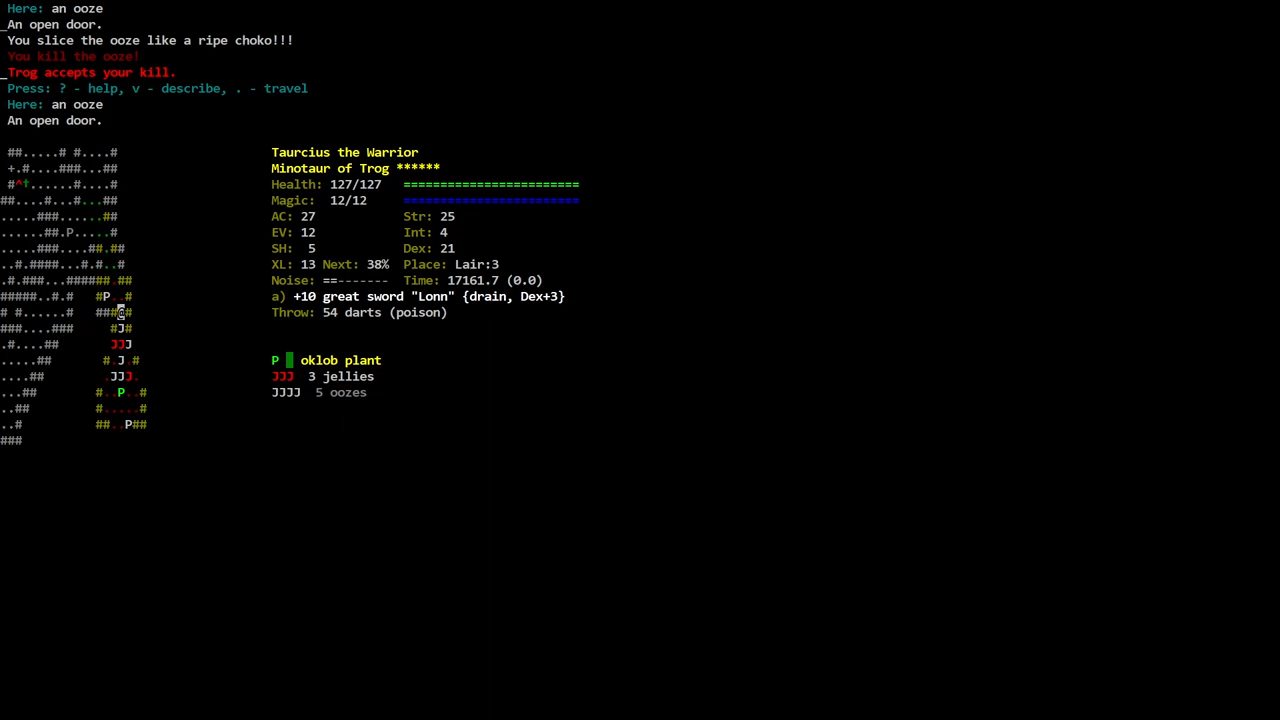 Here: an ooze
_An open door.
You slice the ooze like a ripe choko!!!
You kill the ooze!
_Trog accepts your kill.
Press: ? - help, v - describe, . - travel
Here: an ooze
An open door.
##.....# #....#
Taurcius the Warrior
+.#....###...##
Minotaur of Trog ******
#^†......#....#
Health: 127/127 ========================
##....#...#...##
Magic: 12/12 ========================
.....###......##
AC: 27 Str: 25
......##.P....#
EV: 12 Int: 4
.....###....##.##
SH: 5 Dex: 21
..#.####...#.#..#
XL: 13 Next: 38% Place: Lair:3
.#.###...######.##
Noise: ==------- Time: 17161.7 (0.0)
#####..#.# #P..#
a) +10 great sword "Lonn" {drain, Dex+3}
# #......# ###@#
Throw: 54 darts (poison)
###....### #J#
.#....## JJJ
.....## #.J.#
P oklob plant
....## .JJJ.
JJJ 3 jellies
...## #..P..#
JJJJ 5 oozes
..## #.....#
..# ##..P##
###